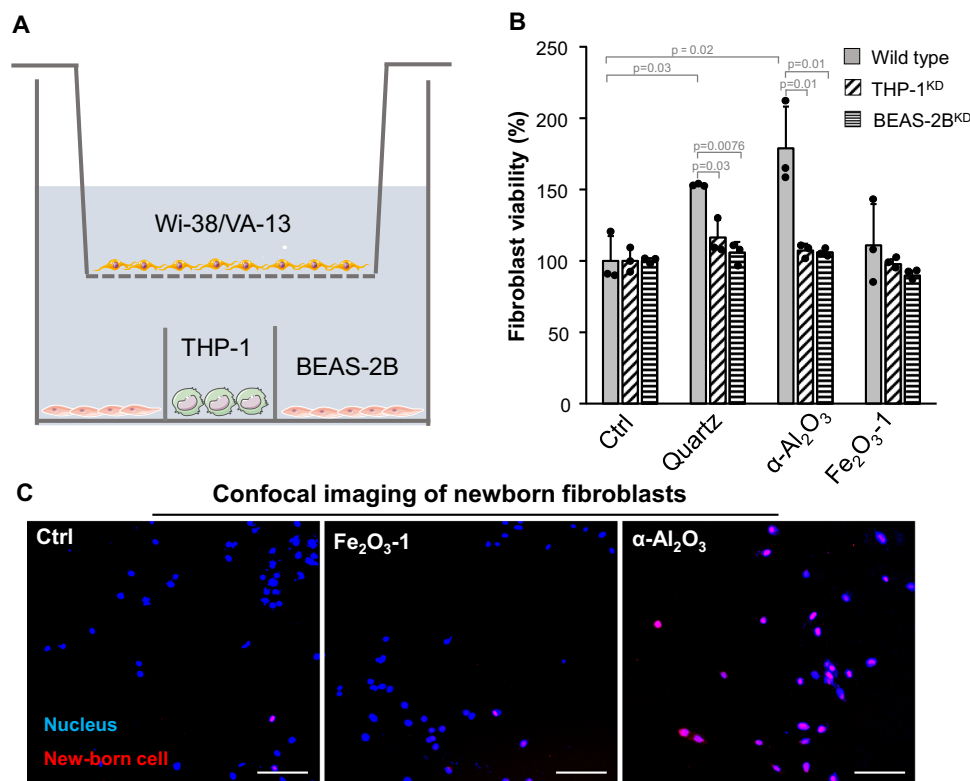 A
Wi-38/VA-13
THP-1
BEAS-2B
B
250
200
150
100
50
0
Fibroblast viability (%)
p = 0.02
p=0.03
p=0.01
p=0.01
p=0.0076
p=0.03
Wild type
THP-1ᴷᴰ
BEAS-2Bᴷᴰ
Ctrl
Quartz
α-Al₂O₃
Fe₂O₃-1
C
Confocal imaging of newborn fibroblasts
Ctrl
Fe₂O₃-1
α-Al₂O₃
Nucleus
New-born cell